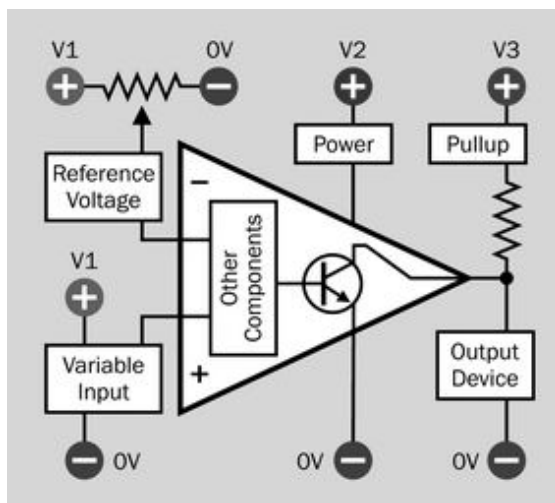 V1
0V
V2
V3
+
−
+
+
Reference
Voltage
Power
Pullup
−
V1
+
Other
Components
Variable
Input
+
Output
Device
−
0V
−
0V
0V
−